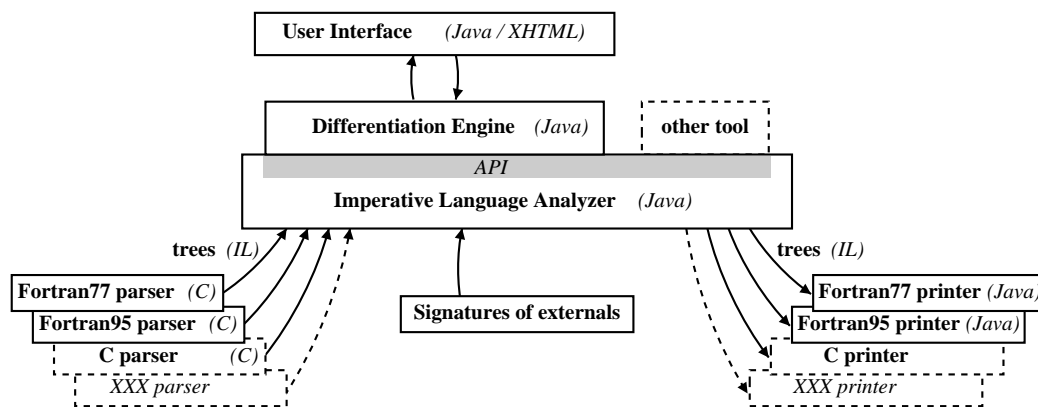 User Interface (Java / XHTML)
Differentiation Engine (Java)
other tool
API
Imperative Language Analyzer (Java)
trees (IL)
trees (IL)
Fortran77 parser (C)
Fortran77 printer (Java)
Signatures of externals
Fortran95 parser (C)
Fortran95 printer (Java)
C parser (C)
C printer
XXX parser
XXX printer